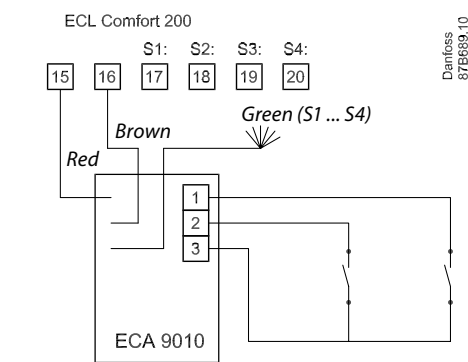 ECL Comfort 200
S1: S2: S3: S4:
15 16 17 18 19 20
Green (S1 ... S4)
Brown
Red
1
2
3
ECA 9010
Danfoss
87B689.10